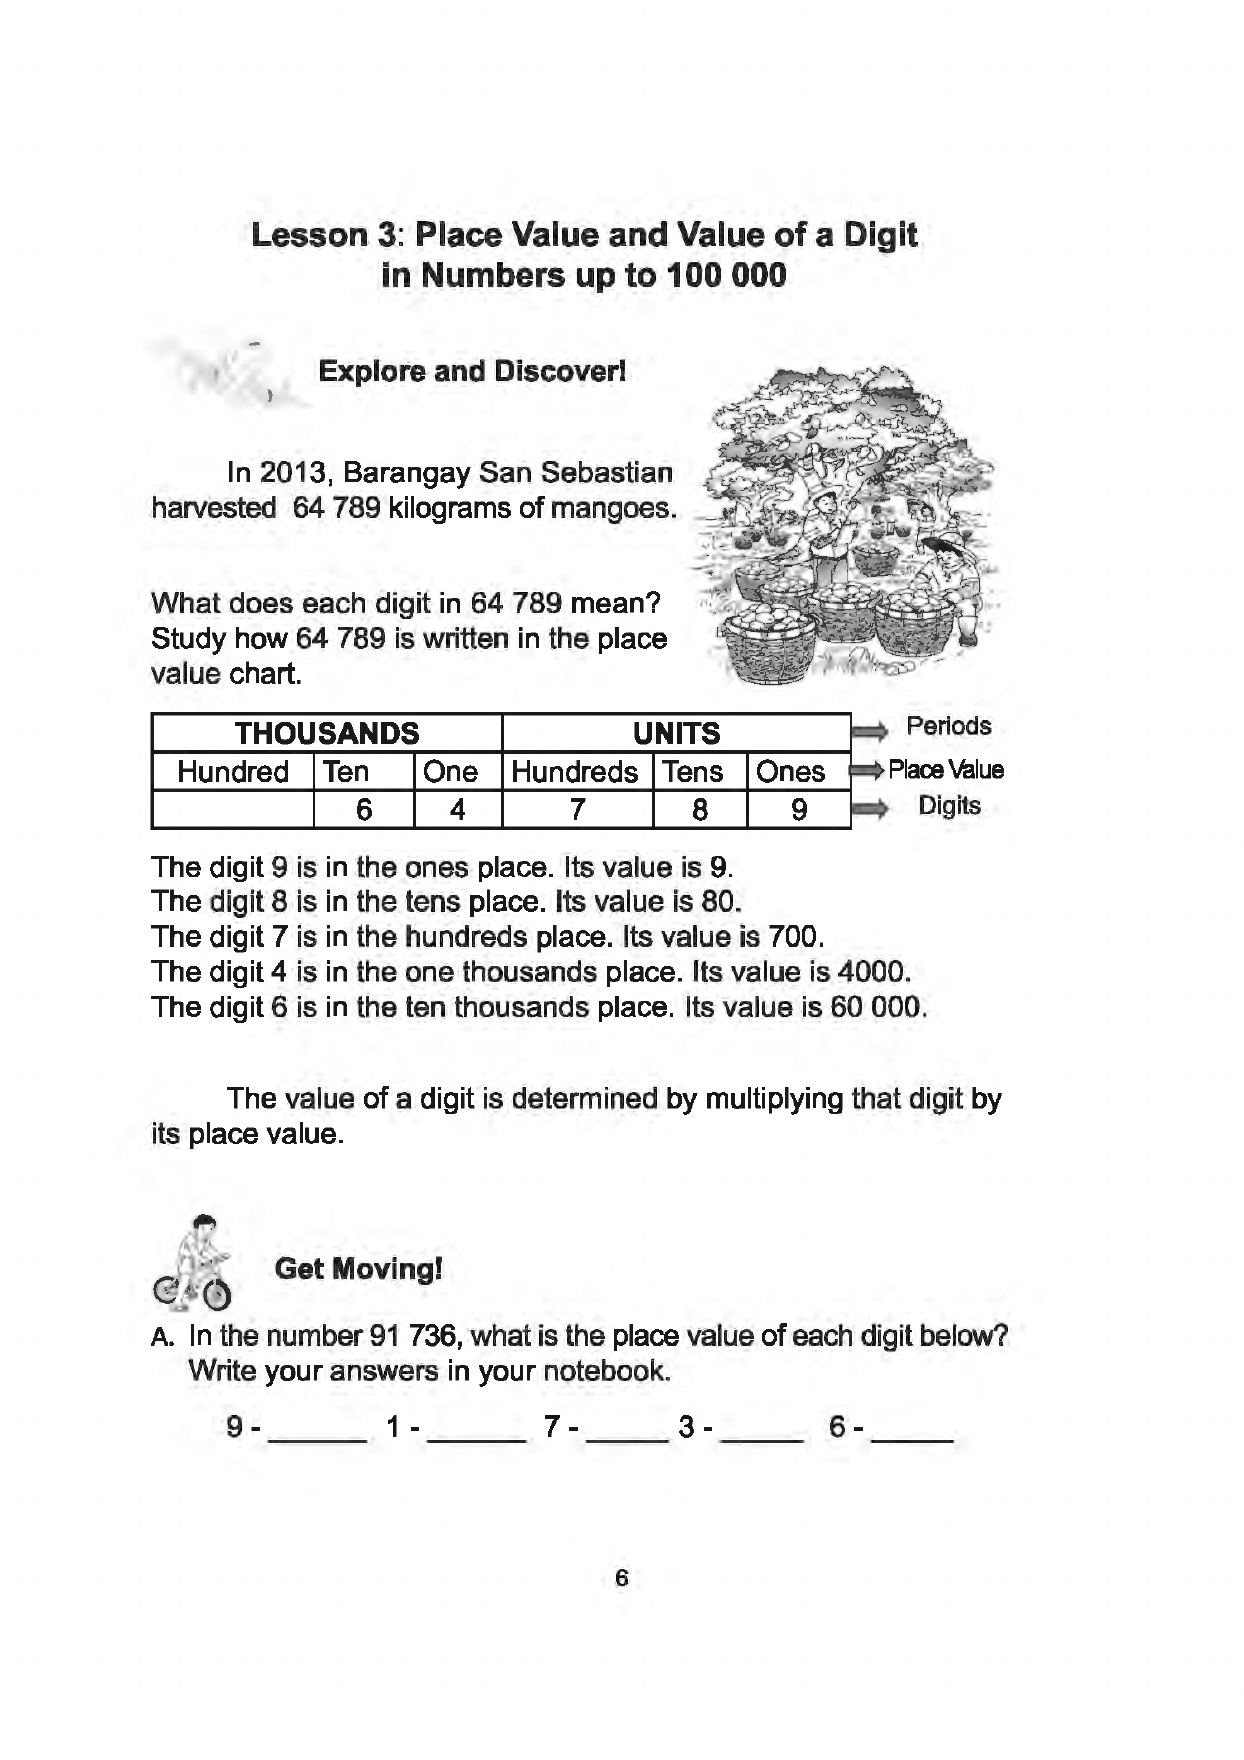 Lesson 3: Place Value and Value of a Digit
in Numbers up to 100 000
Explore and Discover!
In 2013, Barangay San Sebastian
harvested 64 789 kilograms of mangoes.
What does each digit in 64 789 mean?
Study how 64 789 is written in the place
value chart.
THOUSANDS UNITS Periods
Hundred Ten One Hundreds Tens Ones Place Value
6 4 7 8 9 Digits
The digit 9 is in the ones place. Its value is 9.
The digit 8 is in the tens place. Its value is 80.
The digit 7 is in the hundreds place. Its value is 700.
The digit 4 is in the one thousands place. Its value is 4000.
The digit 6 is in the ten thousands place. Its value is 60 000.
The value of a digit is determined by multiplying that digit by
its place value.
Get Moving!
A. In the number 91 736, what is the place value of each digit below?
Write your answers in your notebook.
9 - ______ 1 - ______ 7 - _____ 3 - _____ 6 - _____
6